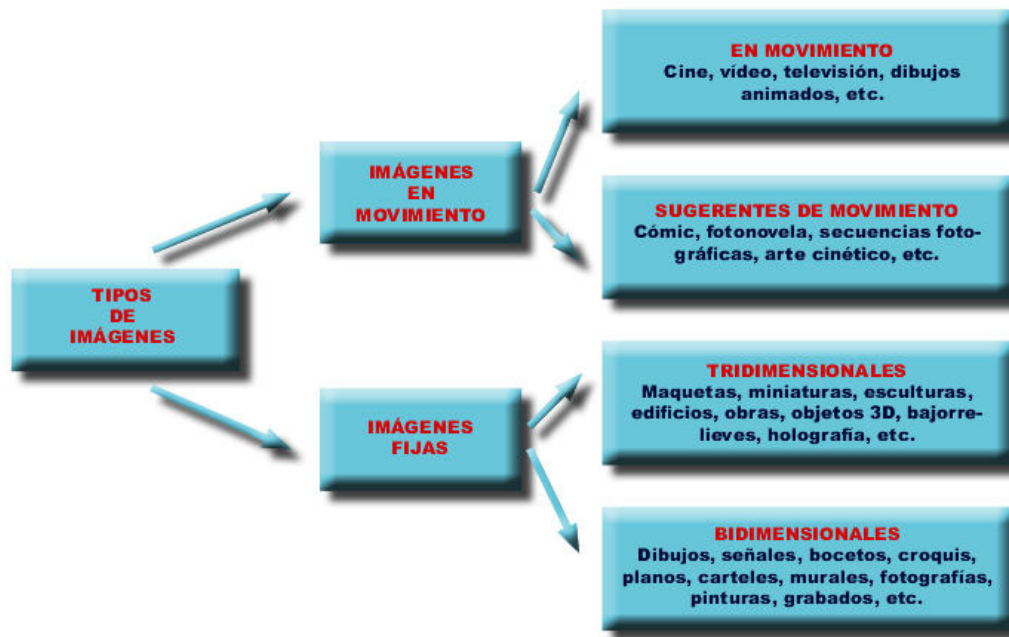 TIPOS
DE
IMÁGENES
IMÁGENES
EN
MOVIMIENTO
EN MOVIMIENTO
Cine, vídeo, televisión, dibujos
animados, etc.
SUGERENTES DE MOVIMIENTO
Cómic, fotonovela, secuencias foto-
gráficas, arte cinético, etc.
IMÁGENES
FIJAS
TRIDIMENSIONALES
Maquetas, miniaturas, esculturas,
edificios, obras, objetos 3D, bajorre-
lieves, holografía, etc.
BIDIMENSIONALES
Dibujos, señales, bocetos, croquis,
planos, carteles, murales, fotografías,
pinturas, grabados, etc.